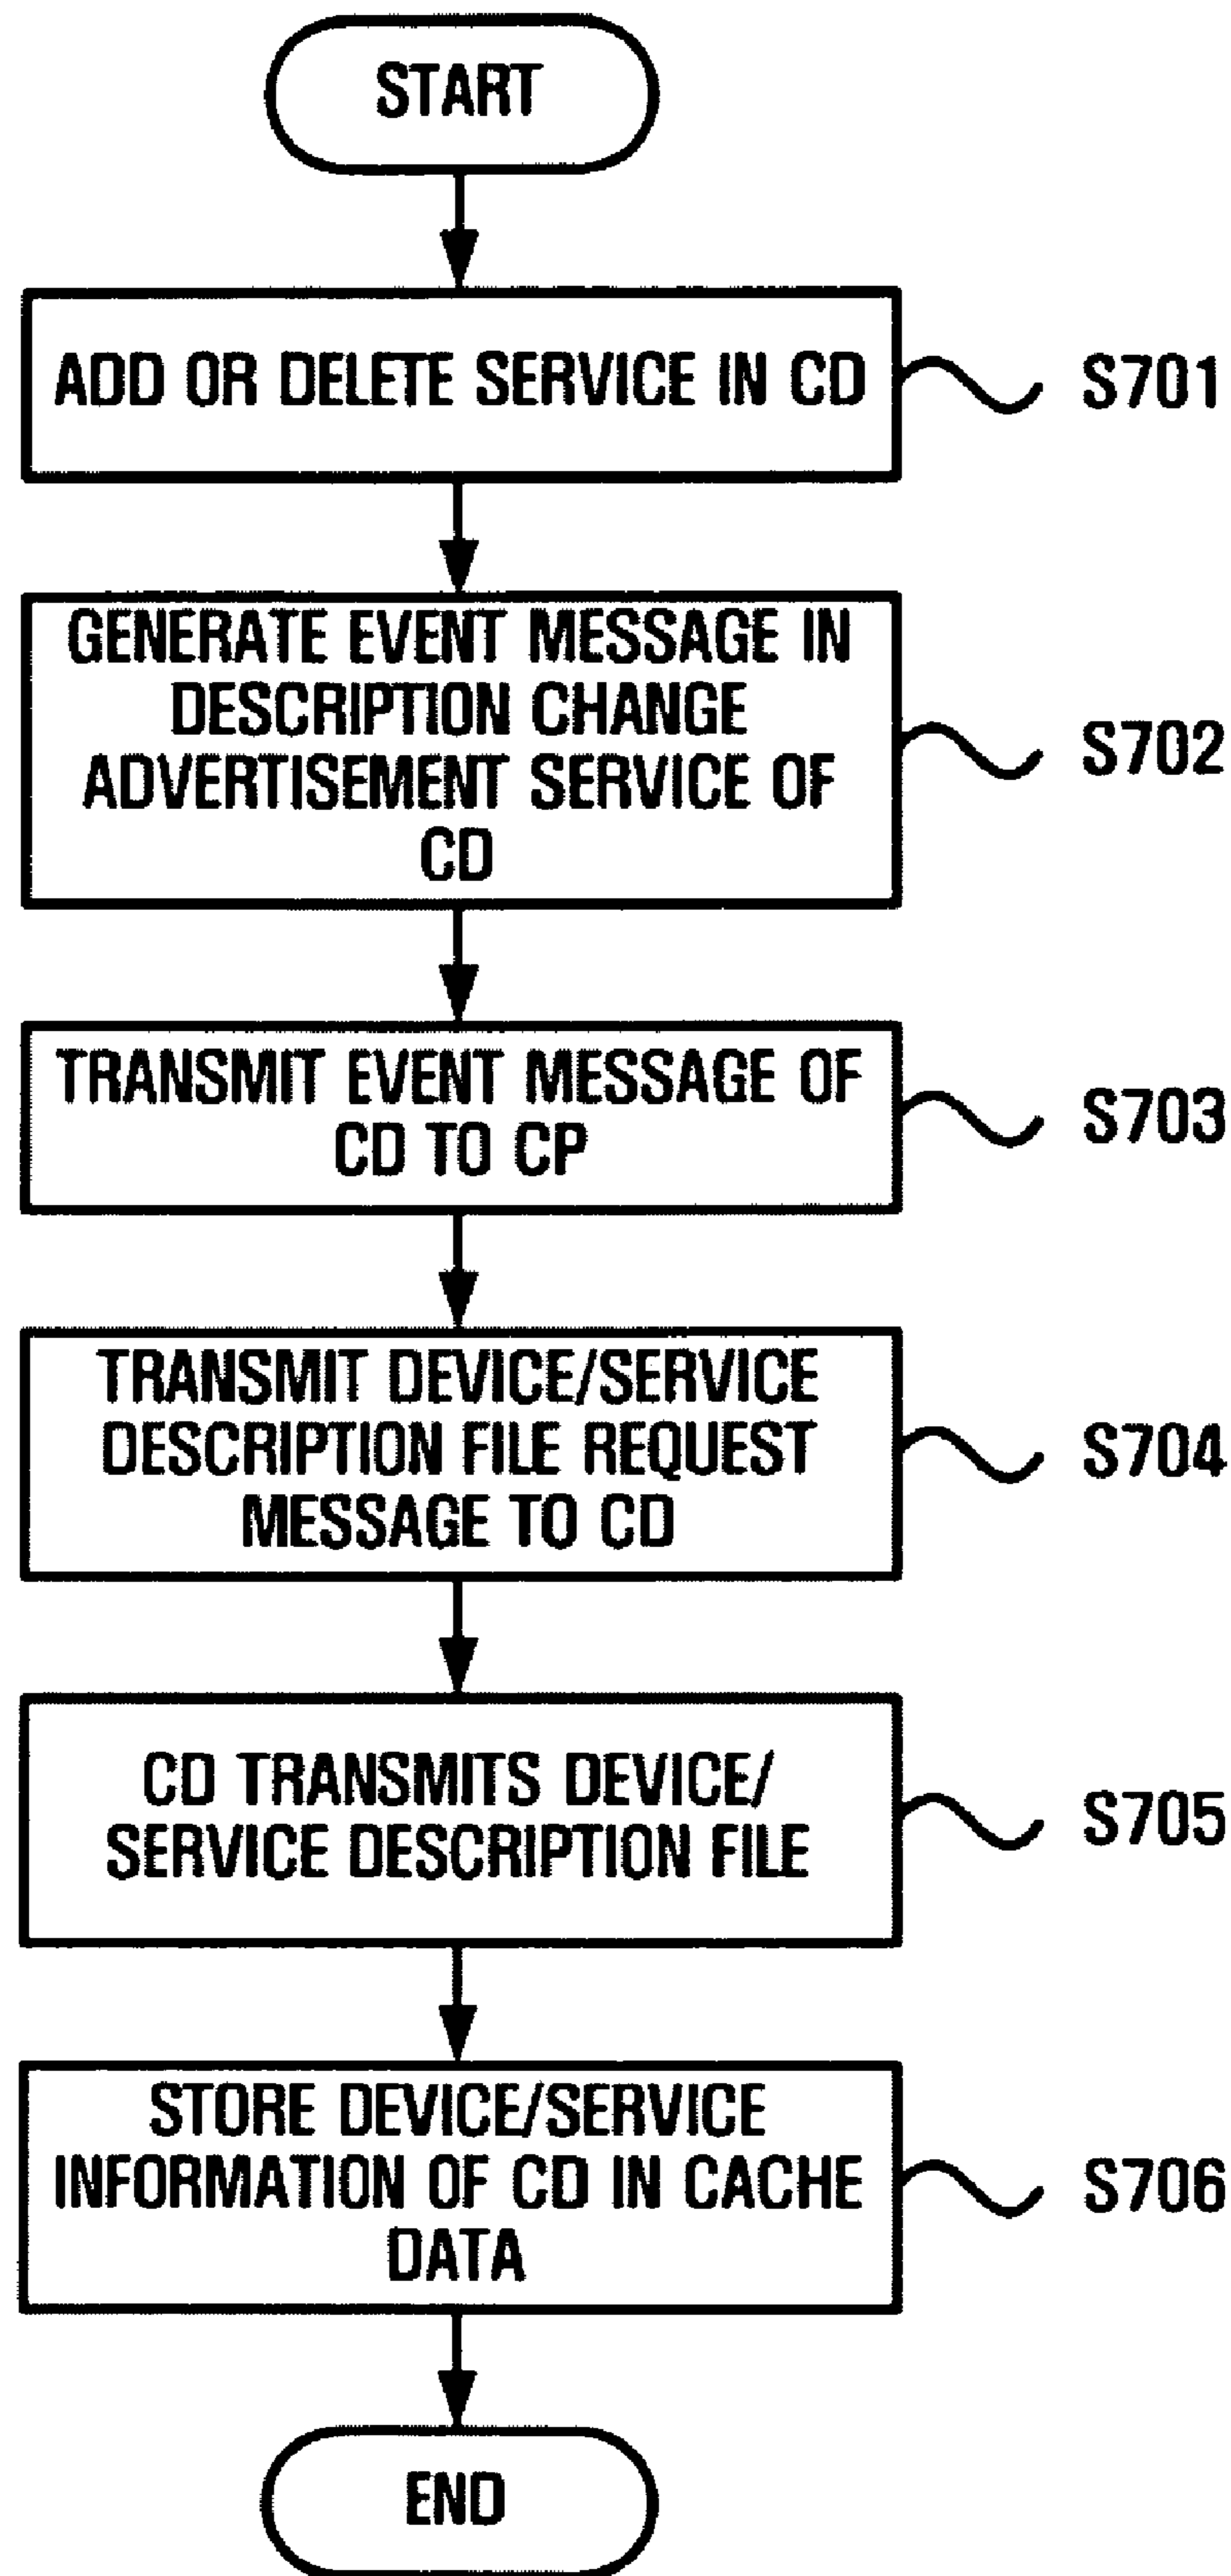 START
ADD OR DELETE SERVICE IN CD
S701
GENERATE EVENT MESSAGE IN
DESCRIPTION CHANGE
ADVERTISEMENT SERVICE OF
CD
S702
TRANSMIT EVENT MESSAGE OF
CD TO CP
S703
TRANSMIT DEVICE/SERVICE
DESCRIPTION FILE REQUEST
MESSAGE TO CD
S704
CD TRANSMITS DEVICE/
SERVICE DESCRIPTION FILE
S705
STORE DEVICE/SERVICE
INFORMATION OF CD IN CACHE
DATA
S706
END